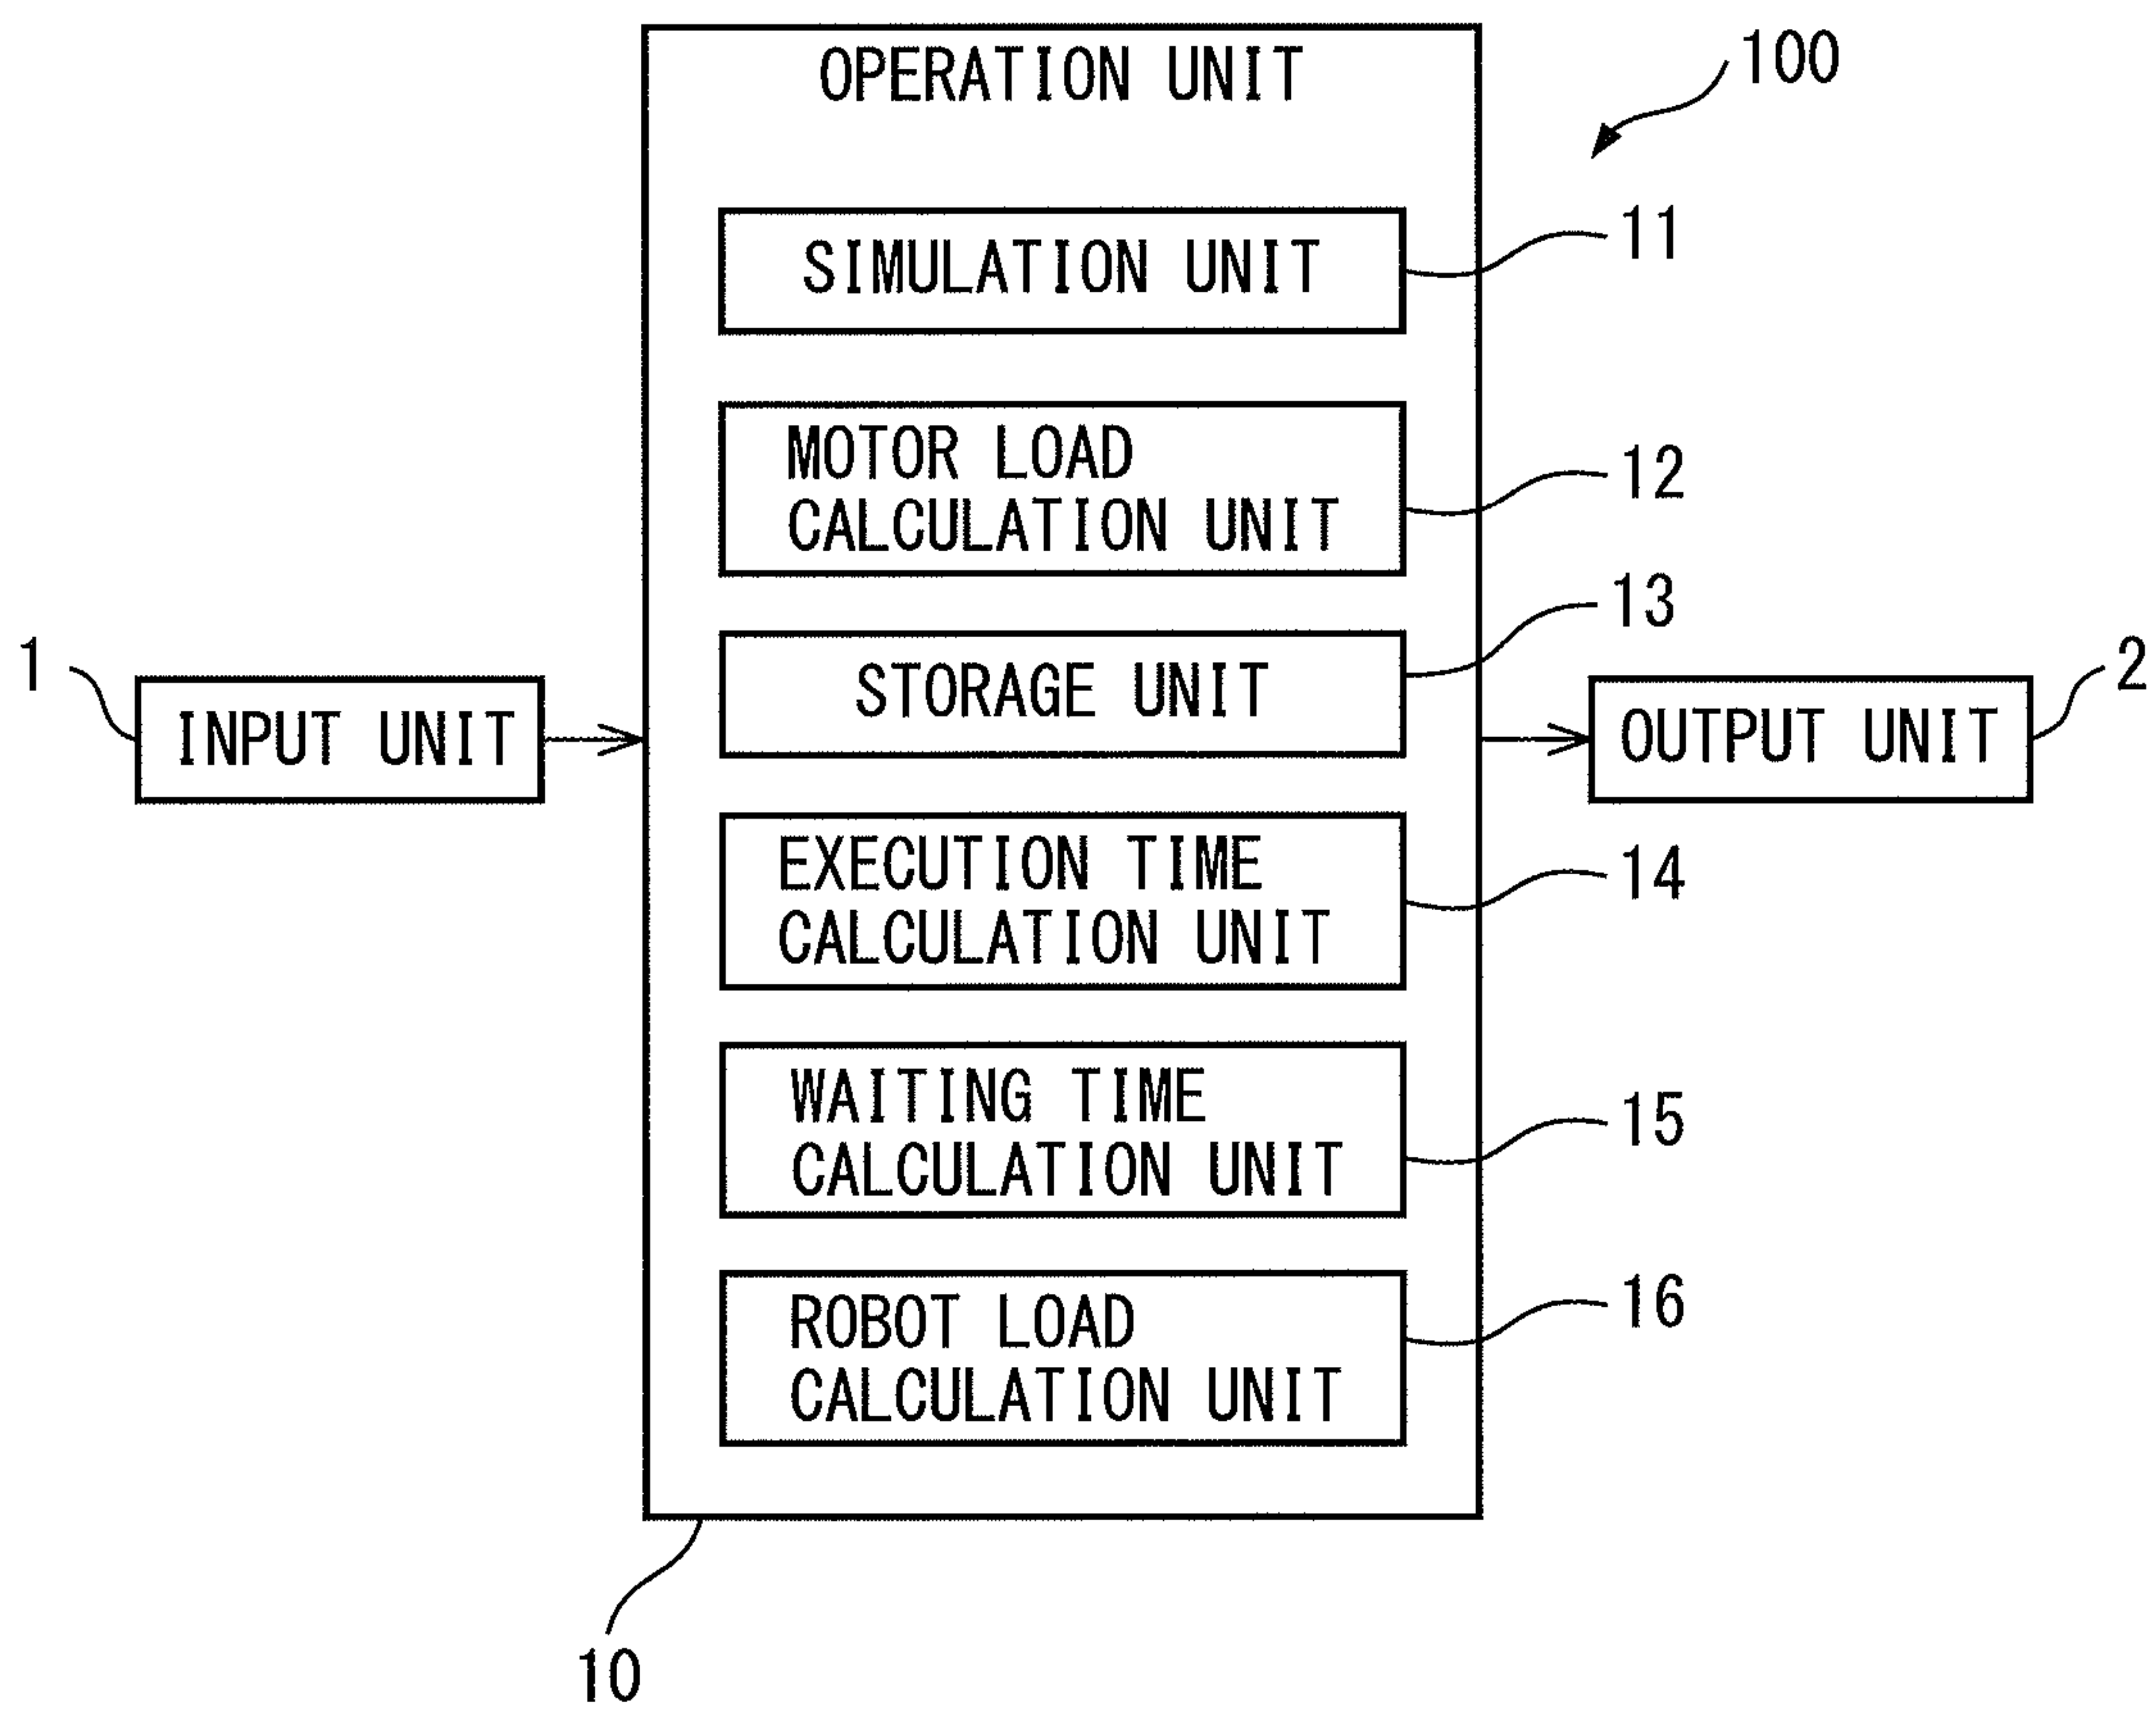 OPERATION UNIT
100
SIMULATION UNIT
11
MOTOR LOAD
CALCULATION UNIT
12
13
STORAGE UNIT
1
INPUT UNIT
OUTPUT UNIT
2
EXECUTION TIME
CALCULATION UNIT
14
WAITING TIME
CALCULATION UNIT
15
ROBOT LOAD
CALCULATION UNIT
16
10